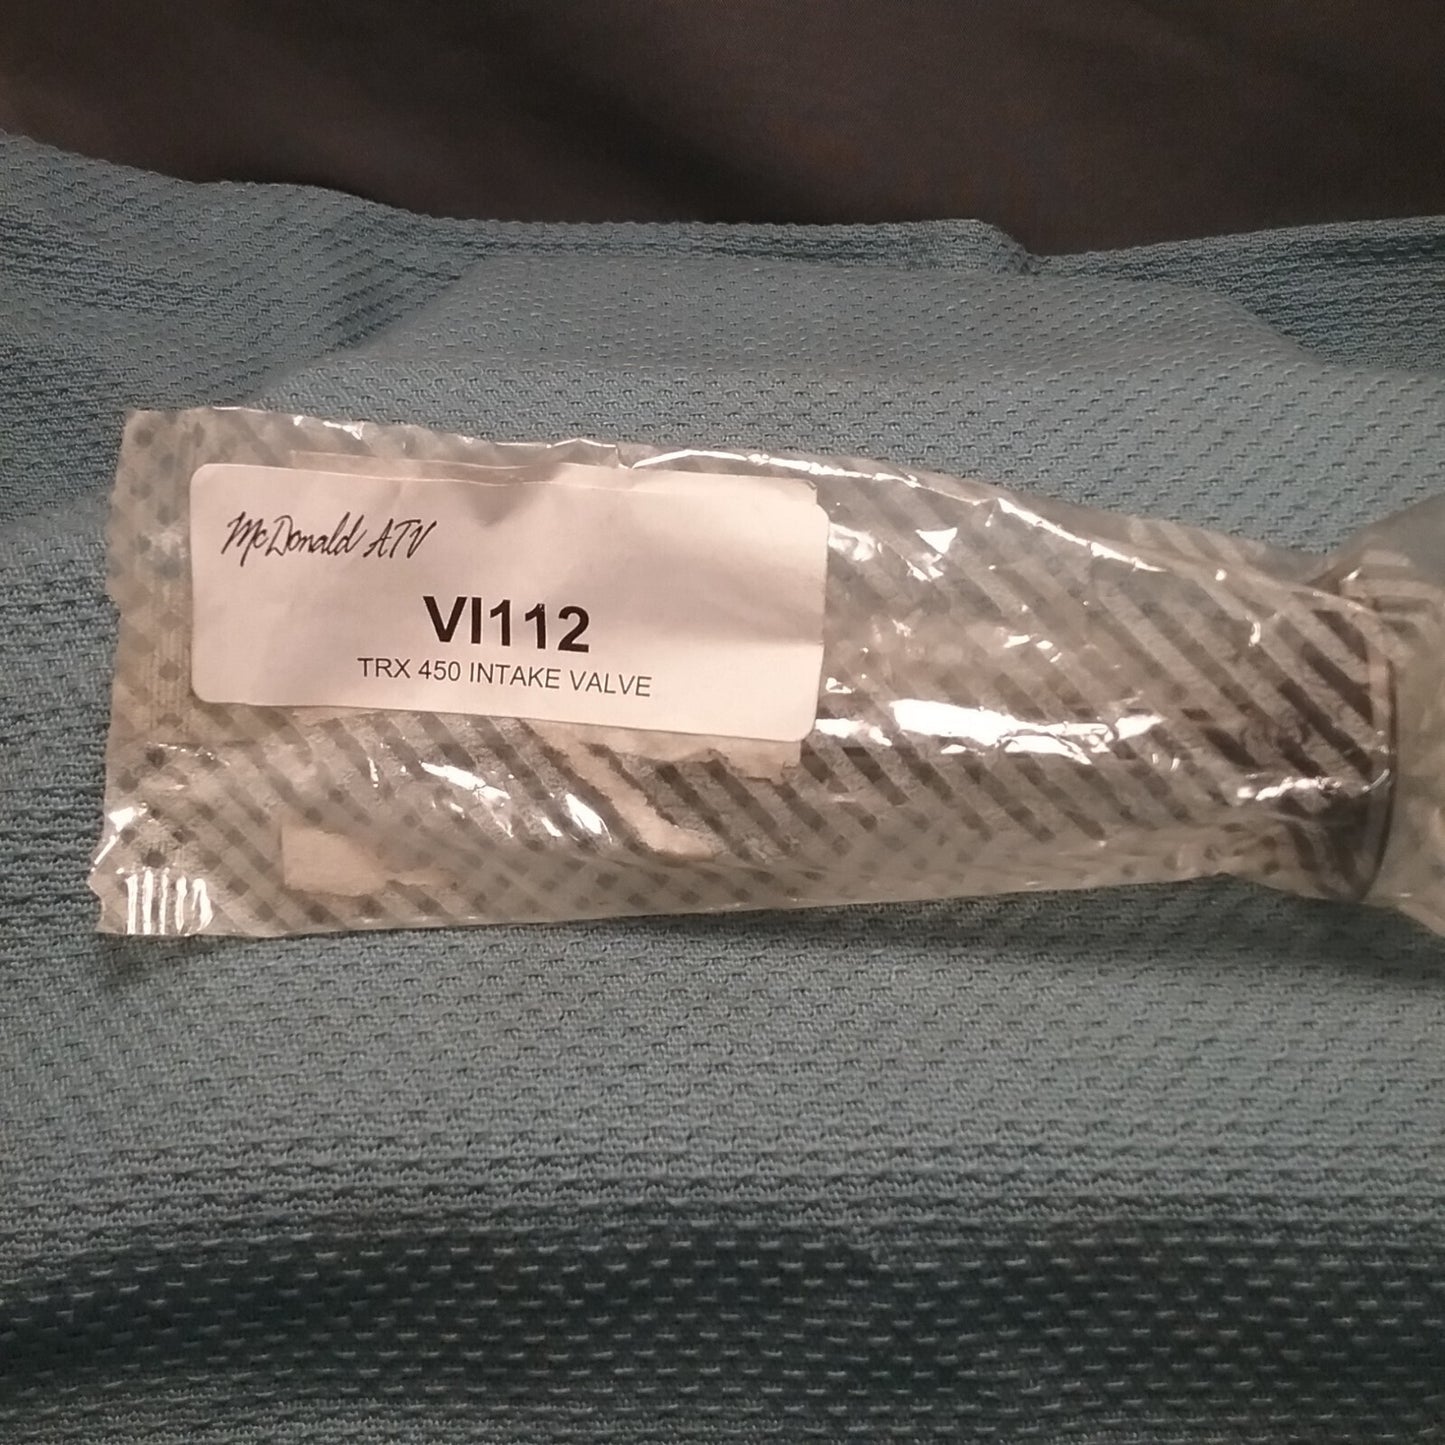 McDonald ATV
VI112
TRX 450 INTAKE VALVE